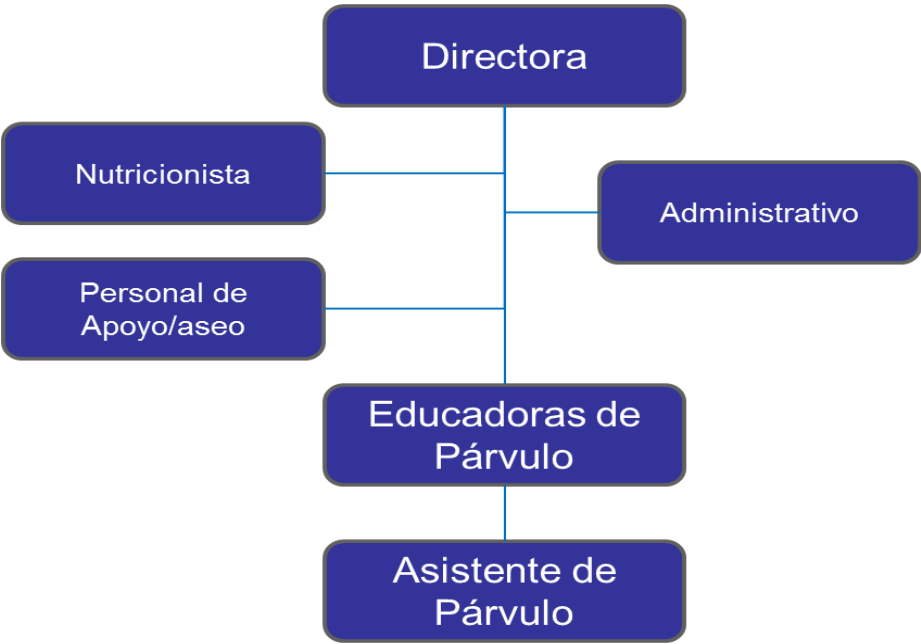 Directora
Nutricionista
Administrativo
Personal de
Apoyo/aseo
Educadoras de
Párvulo
Asistente de
Párvulo